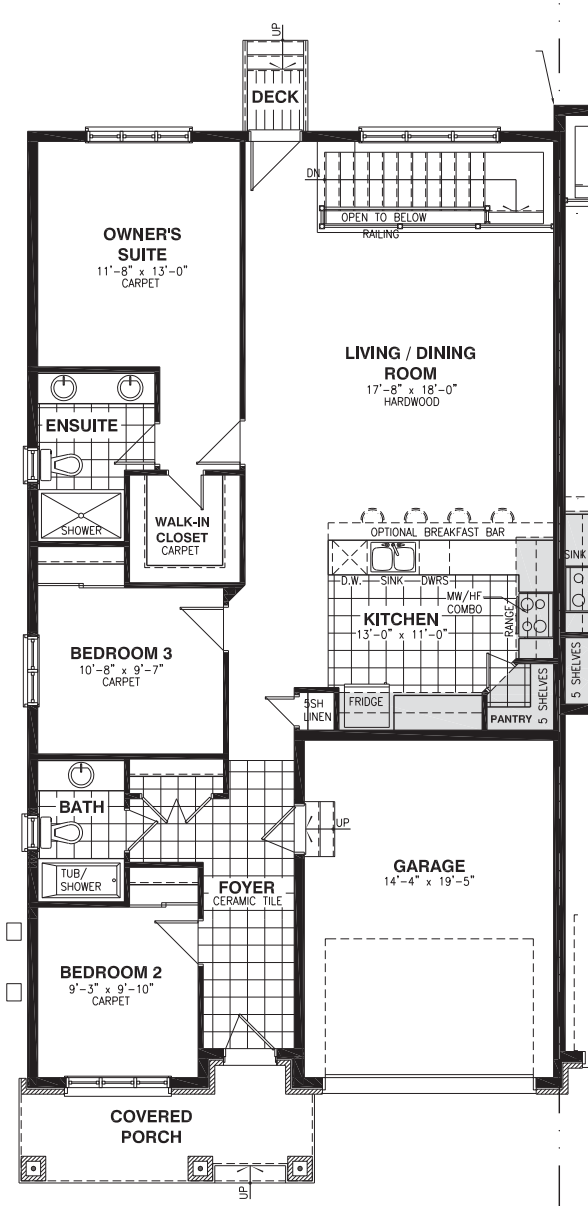 UP
DECK
DN
OPEN TO BELOW
RAILING
OWNER'S
SUITE
11'-8" x 13'-0"
CARPET
LIVING / DINING
ROOM
17'-8" x 18'-0"
HARDWOOD
ENSUITE
SHOWER
WALK-IN
CLOSET
CARPET
OPTIONAL BREAKFAST BAR
D.W.
SINK
DWRS
SINK
MW/HF
COMBO
RANGE
KITCHEN
13'-0" x 11'-0"
BEDROOM 3
10'-8" x 9'-7"
CARPET
5SH
LINEN
FRIDGE
PANTRY
5 SHELVES
5 SHELVES
BATH
TUB/
SHOWER
UP
FOYER
CERAMIC TILE
GARAGE
14'-4" x 19'-5"
BEDROOM 2
9'-3" x 9'-10"
CARPET
COVERED
PORCH
UP